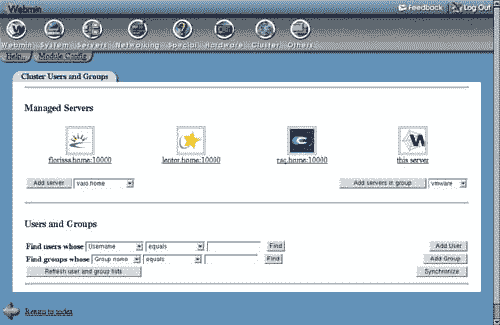 Webmin
Feedback Log Out
Webmin System Servers Networking Special Hardware Cluster Others
Help.. Module Config
Cluster Users and Groups
Managed Servers
florissa.home:10000 lentor.home:10000 raq.home:10000 this server
Add server vaio.home Add servers in group vmware
Users and Groups
Find users whose Username equals Find Add User
Find groups whose Group name equals Find Add Group
Refresh user and group lists Synchronize
Return to index